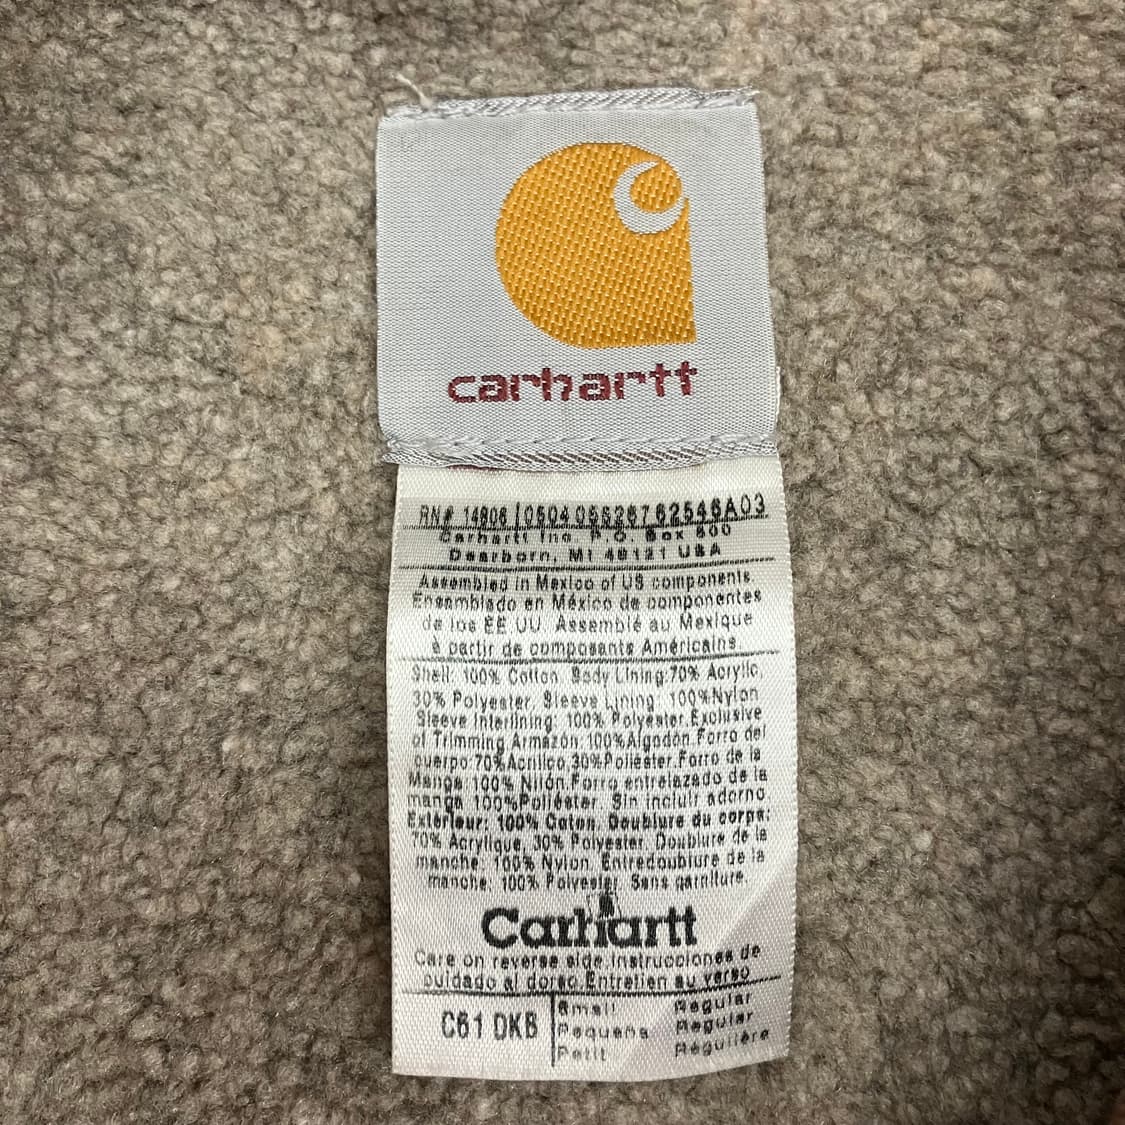 carhartt
RN# 14806 0504 0552676 2546A03
Carhartt Inc. P.O. Box 600
Dearborn, MI 48121 USA
Assembled in Mexico of US components.
Ensamblado en México de componentes
de los EE UU. Assemblé au Mexique
à partir de composants Américains.
Shell: 100% Cotton. Body Lining:70% Acrylic,
30% Polyester, Sleeve Lining: 100%Nylon
Sleeve Interlining: 100% Polyester.Exclusive
of Trimming Armazón:100%Algodón.Forro del
cuerpo:70%Acrilico,30%Poliéster.Forro de la
Manga 100% Nilón.Forro entrelazado de la
manga 100%Poliéster. Sin incluir adorno
Extérieur: 100% Coton. Doublure du corps:
70% Acrylique, 30% Polyester. Doublure de la
manche: 100% Nylon. Entredoublure de la
manche: 100% Polyester. Sans garniture.
Carhartt
Care on reverse side.Instrucciones de
cuidado al dorso.Entretien au verso
C61 DKB
Small Regular
Pequena Regular
Petit Régulière